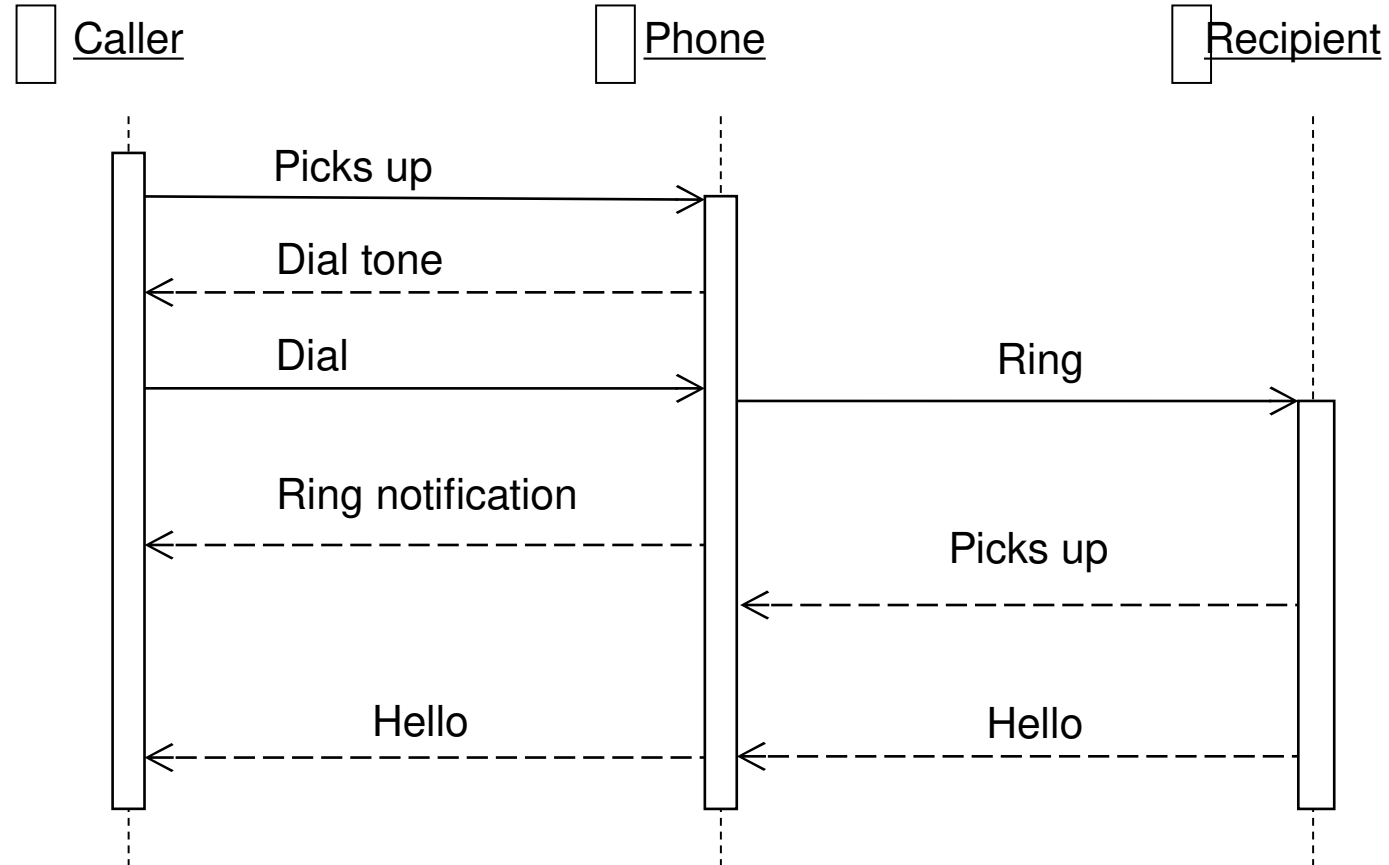 Caller
Phone
Recipient
Picks up
Dial tone
Dial
Ring
Ring notification
Picks up
Hello
Hello